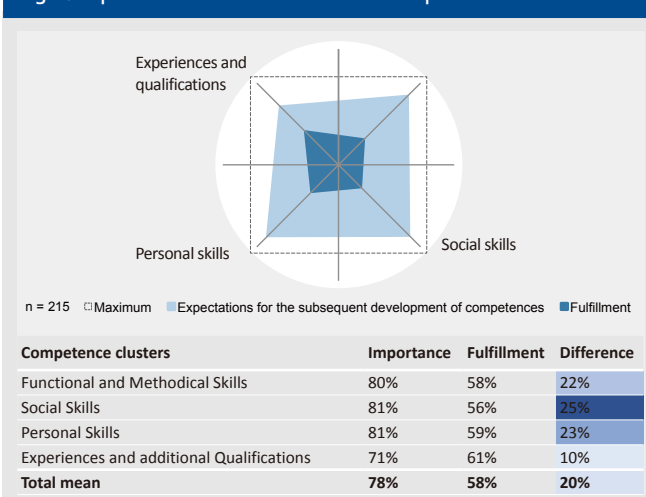 Experiences and
qualifications
Personal skills
Social skills
n = 215 Maximum Expectations for the subsequent development of competences Fulfillment
Competence clusters Importance Fulfillment Difference
Functional and Methodical Skills 80% 58% 22%
Social Skills 81% 56% 25%
Personal Skills 81% 59% 23%
Experiences and additional Qualifications 71% 61% 10%
Total mean 78% 58% 20%